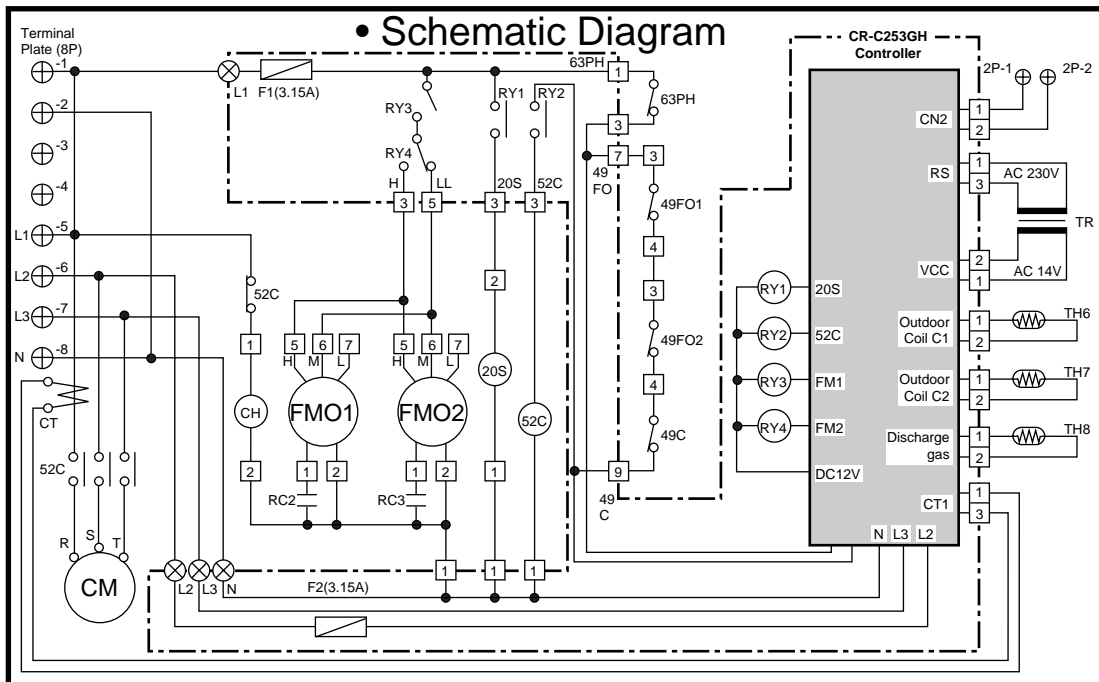 • Schematic Diagram
Terminal
Plate (8P)
-1
-2
-3
-4
L1 -5
L2 -6
L3 -7
N -8
L1
F1(3.15A)
RY3
RY4
H
LL
3
5
RY1
RY2
20S
52C
3
3
63PH
1
63PH
3
7
3
49
FO
49FO1
4
3
49FO2
4
49C
9
49
C
52C
1
CH
2
5
6
7
H
M
L
FMO1
1
2
RC2
5
6
7
H
M
L
FMO2
1
2
RC3
2
20S
1
52C
1
1
1
CT
52C
R
S
T
CM
L2
L3
N
F2(3.15A)
CR-C253GH
Controller
2P-1
2P-2
CN2
1
2
RS
1
3
AC 230V
TR
VCC
2
1
AC 14V
RY1
20S
RY2
52C
RY3
FM1
RY4
FM2
DC12V
Outdoor
Coil C1
1
2
TH6
Outdoor
Coil C2
1
2
TH7
Discharge
gas
1
2
TH8
CT1
1
3
N
L3
L2